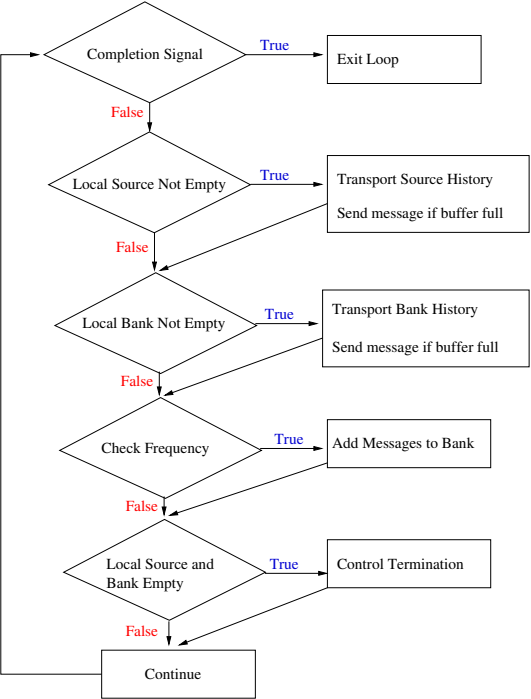 Completion Signal
True
Exit Loop
False
Local Source Not Empty
True
Transport Source History
Send message if buffer full
False
Local Bank Not Empty
True
Transport Bank History
Send message if buffer full
False
Check Frequency
True
Add Messages to Bank
False
Local Source and
Bank Empty
True
Control Termination
False
Continue